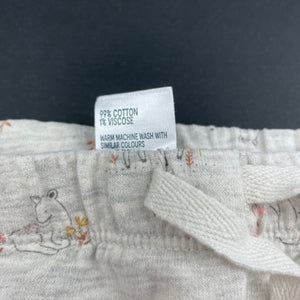 99% COTTON
1% VISCOSE
WARM MACHINE WASH WITH
SIMILAR COLOURS